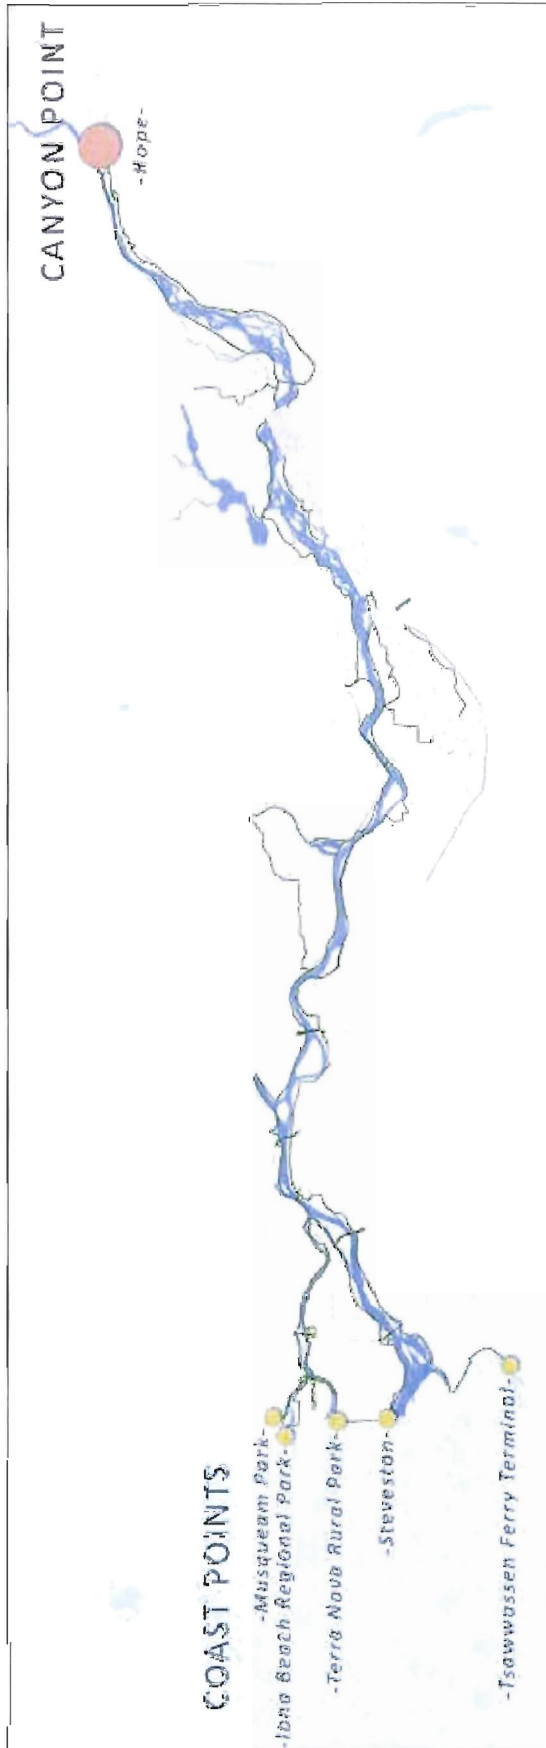 CANYON POINT
-Hope-
COAST POINTS
-Musqueam Park-
-Iona Beach Regional Park-
-Terra Nova Rural Park-
-Steveston-
-Tsawwassen Ferry Terminal-